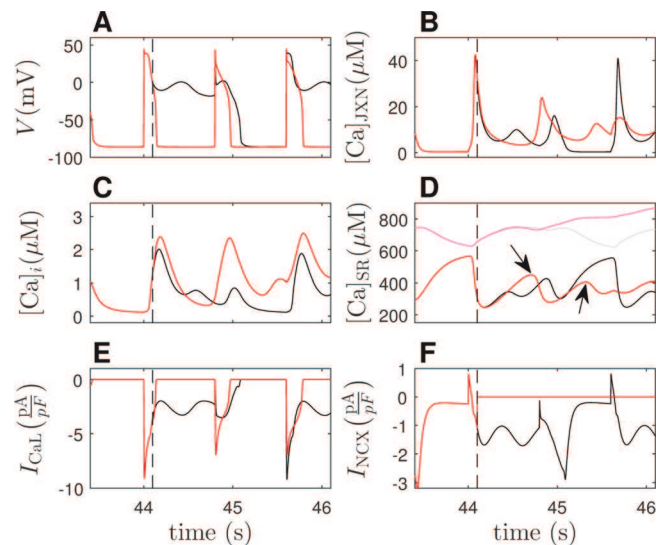 A
B
50
0
-50
-100
V(mV)
40
20
0
[Ca]JXN(μM)
C
D
3
2
1
0
[Ca]i(μM)
800
600
400
200
[Ca]SR(μM)
E
F
0
-5
-10
ICaL(pA/pF)
1
0
-1
-2
-3
INCX(pA/pF)
44 45 46
44 45 46
time (s)
time (s)